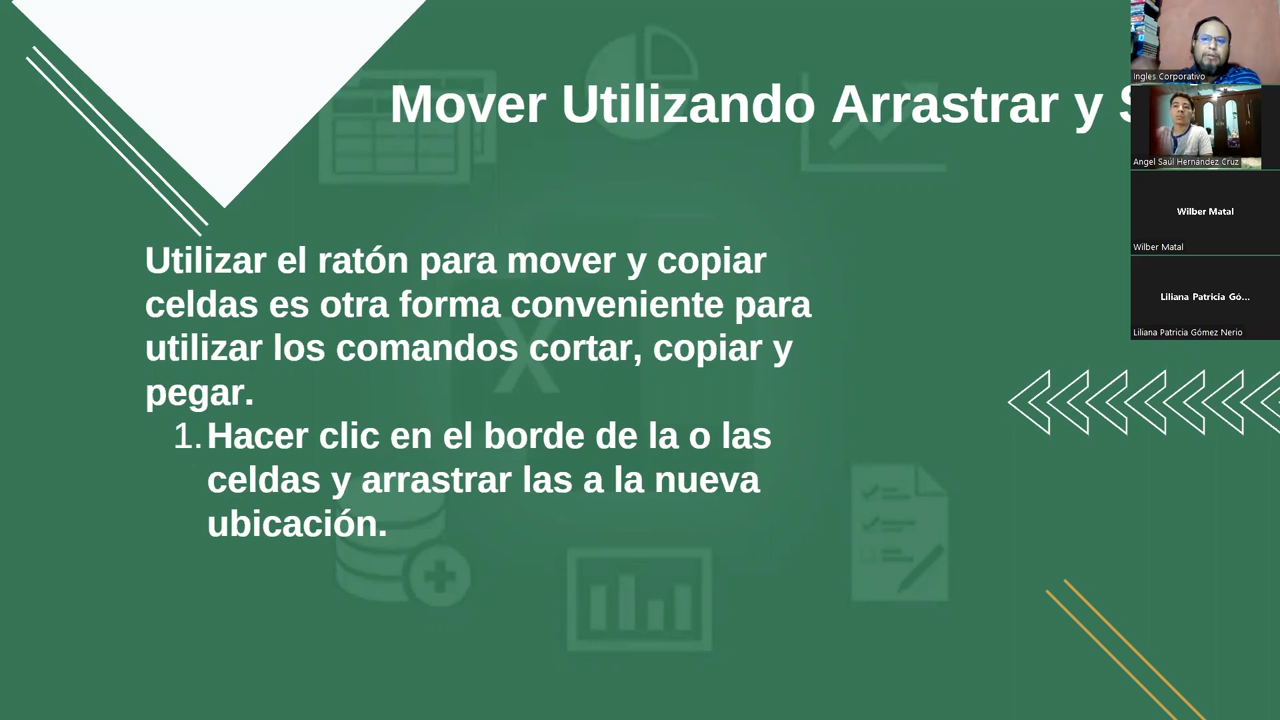 Mover Utilizando Arrastrar y S
Utilizar el ratón para mover y copiar
celdas es otra forma conveniente para
utilizar los comandos cortar, copiar y
pegar.
1. Hacer clic en el borde de la o las
celdas y arrastrar las a la nueva
ubicación.
X
Ingles Corporativo
Angel Saúl Hernández Cruz
Wilber Matal
Wilber Matal
Liliana Patricia Gó...
Liliana Patricia Gómez Nerio